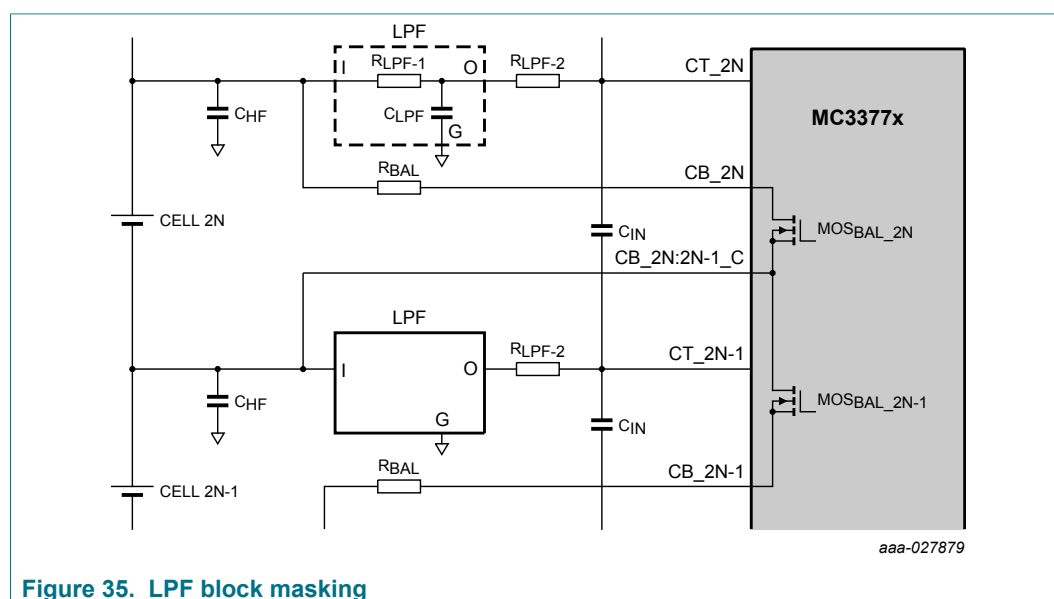 LPF
I
RLPF-1
O
RLPF-2
CT_2N
CHF
CLPF
G
MC3377x
RBAL
CB_2N
CELL 2N
MOSBAL_2N
CIN
CB_2N:2N-1_C
LPF
RLPF-2
CT_2N-1
I
O
CHF
MOSBAL_2N-1
G
CIN
RBAL
CB_2N-1
CELL 2N-1
aaa-027879
Figure 35. LPF block masking